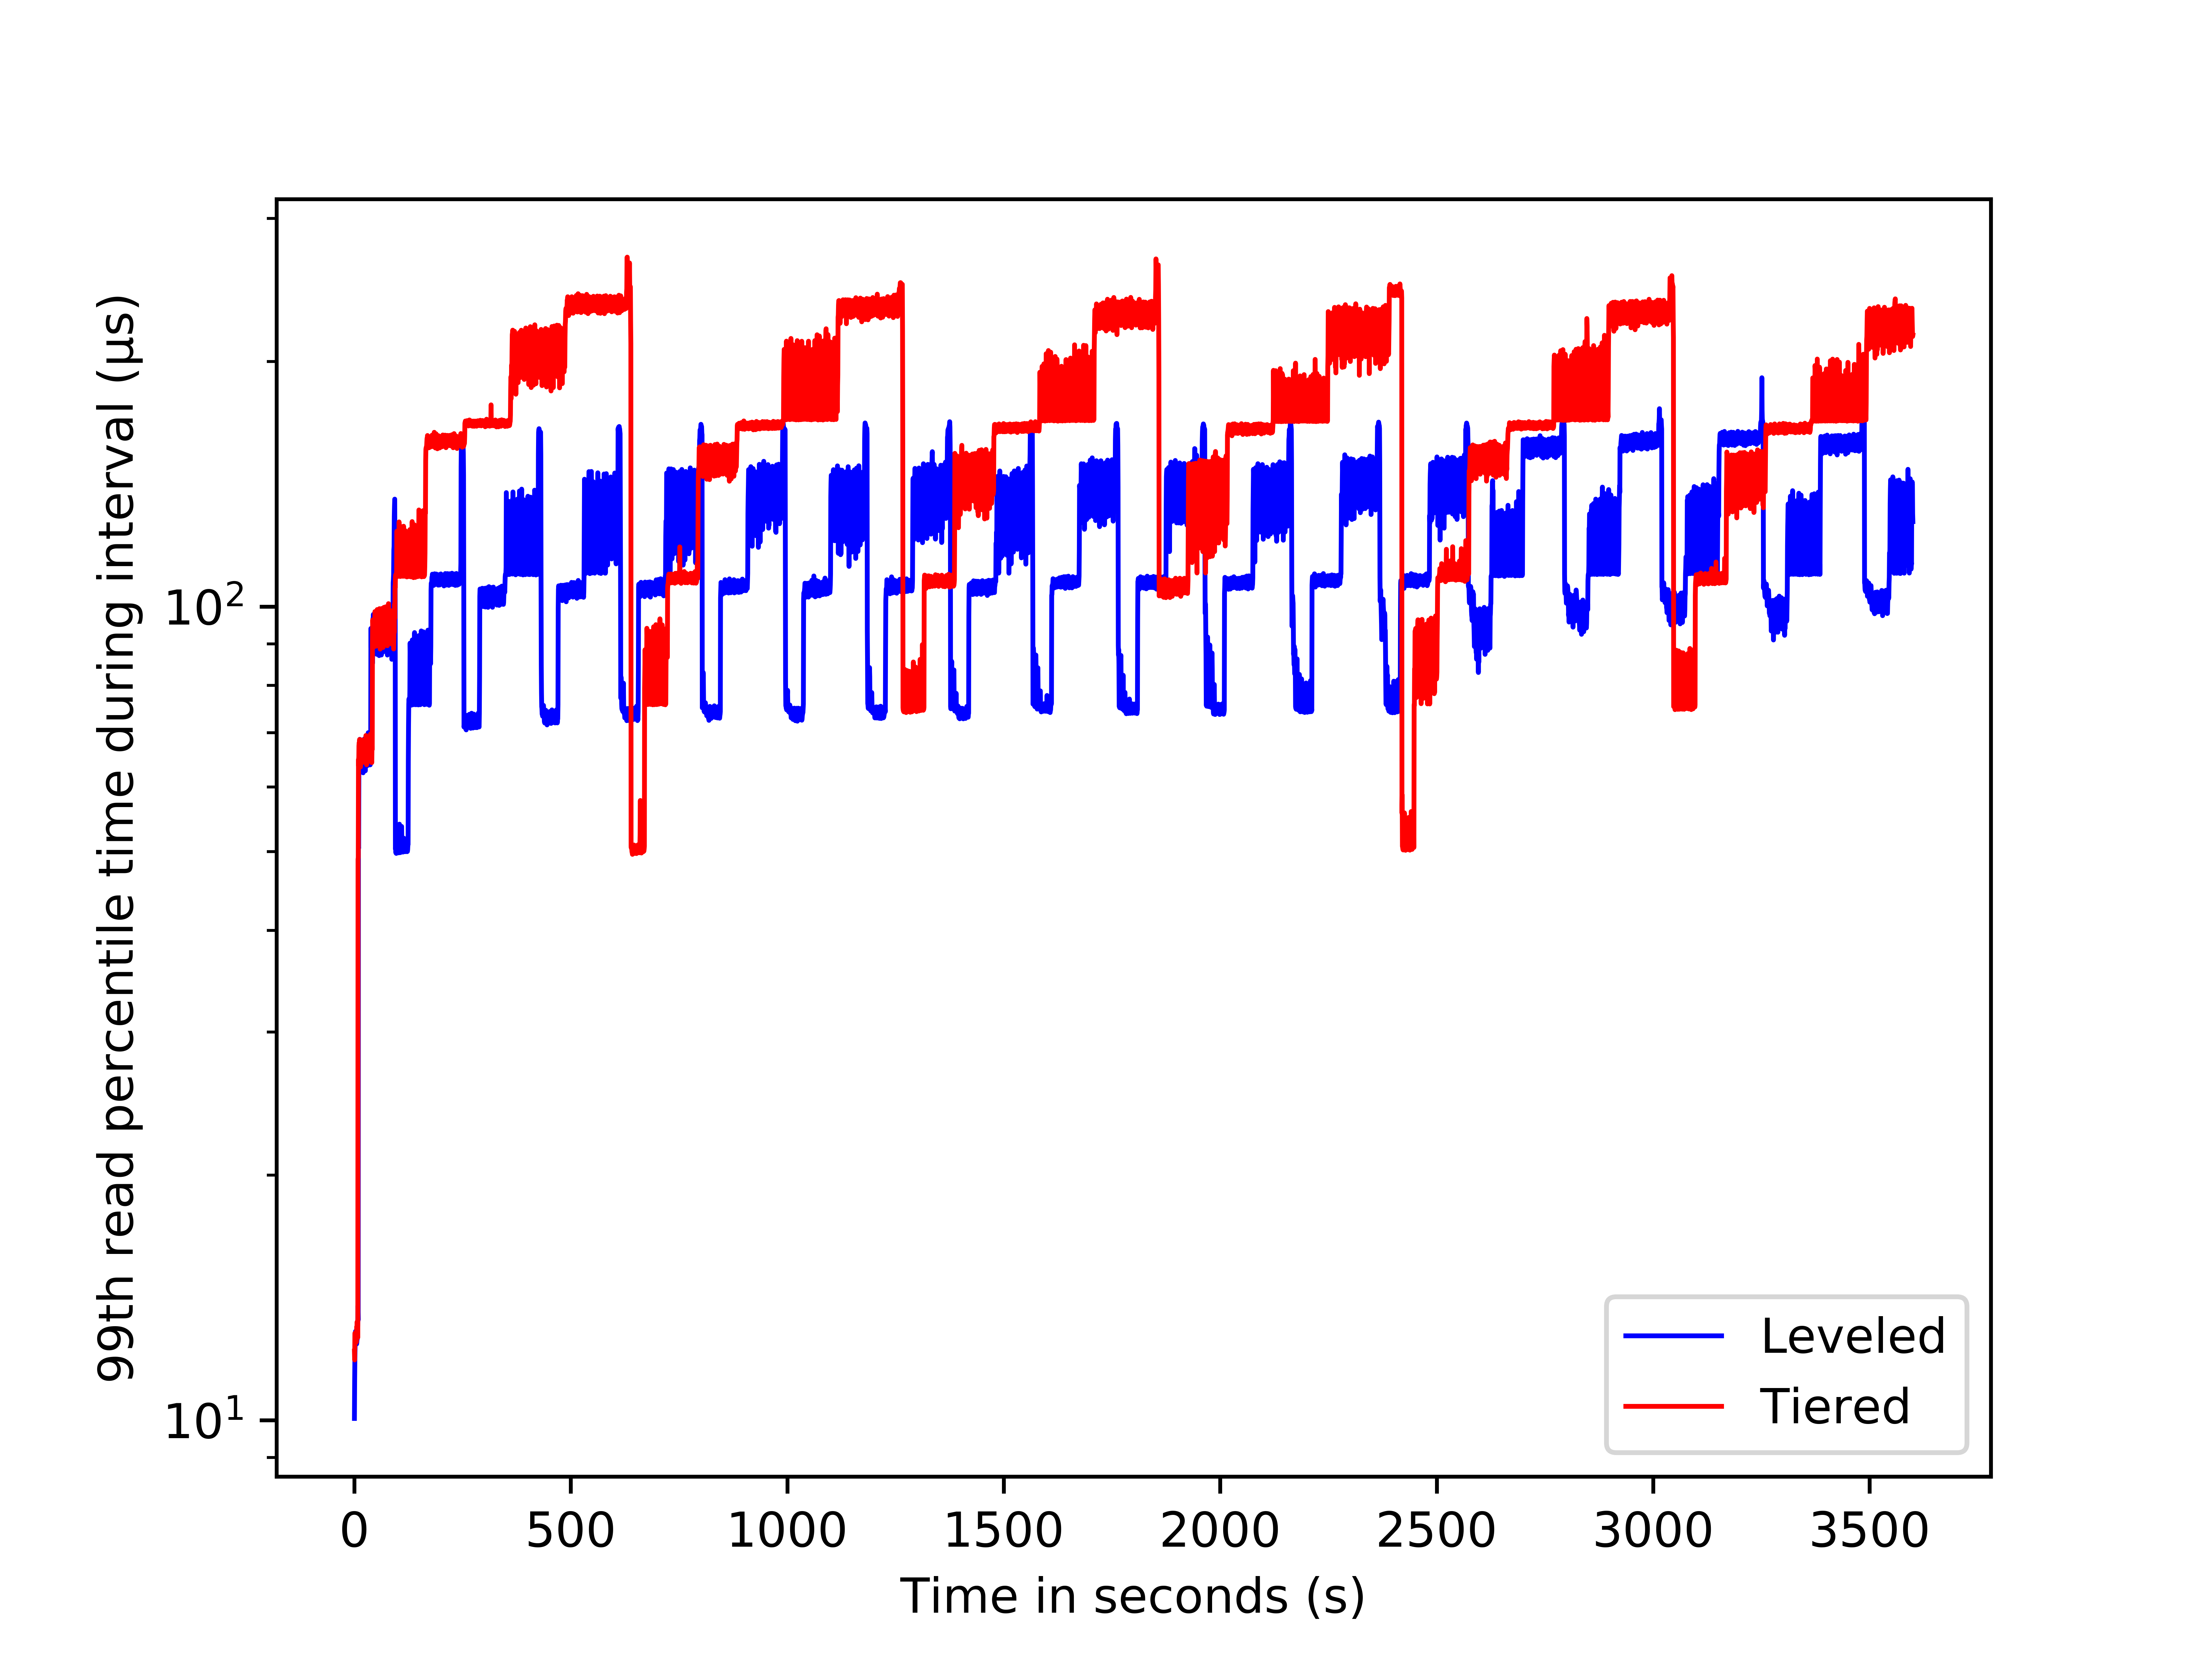 99th read percentile time during interval (µs)
10²
10¹
0 500 1000 1500 2000 2500 3000 3500
Time in seconds (s)
Leveled
Tiered